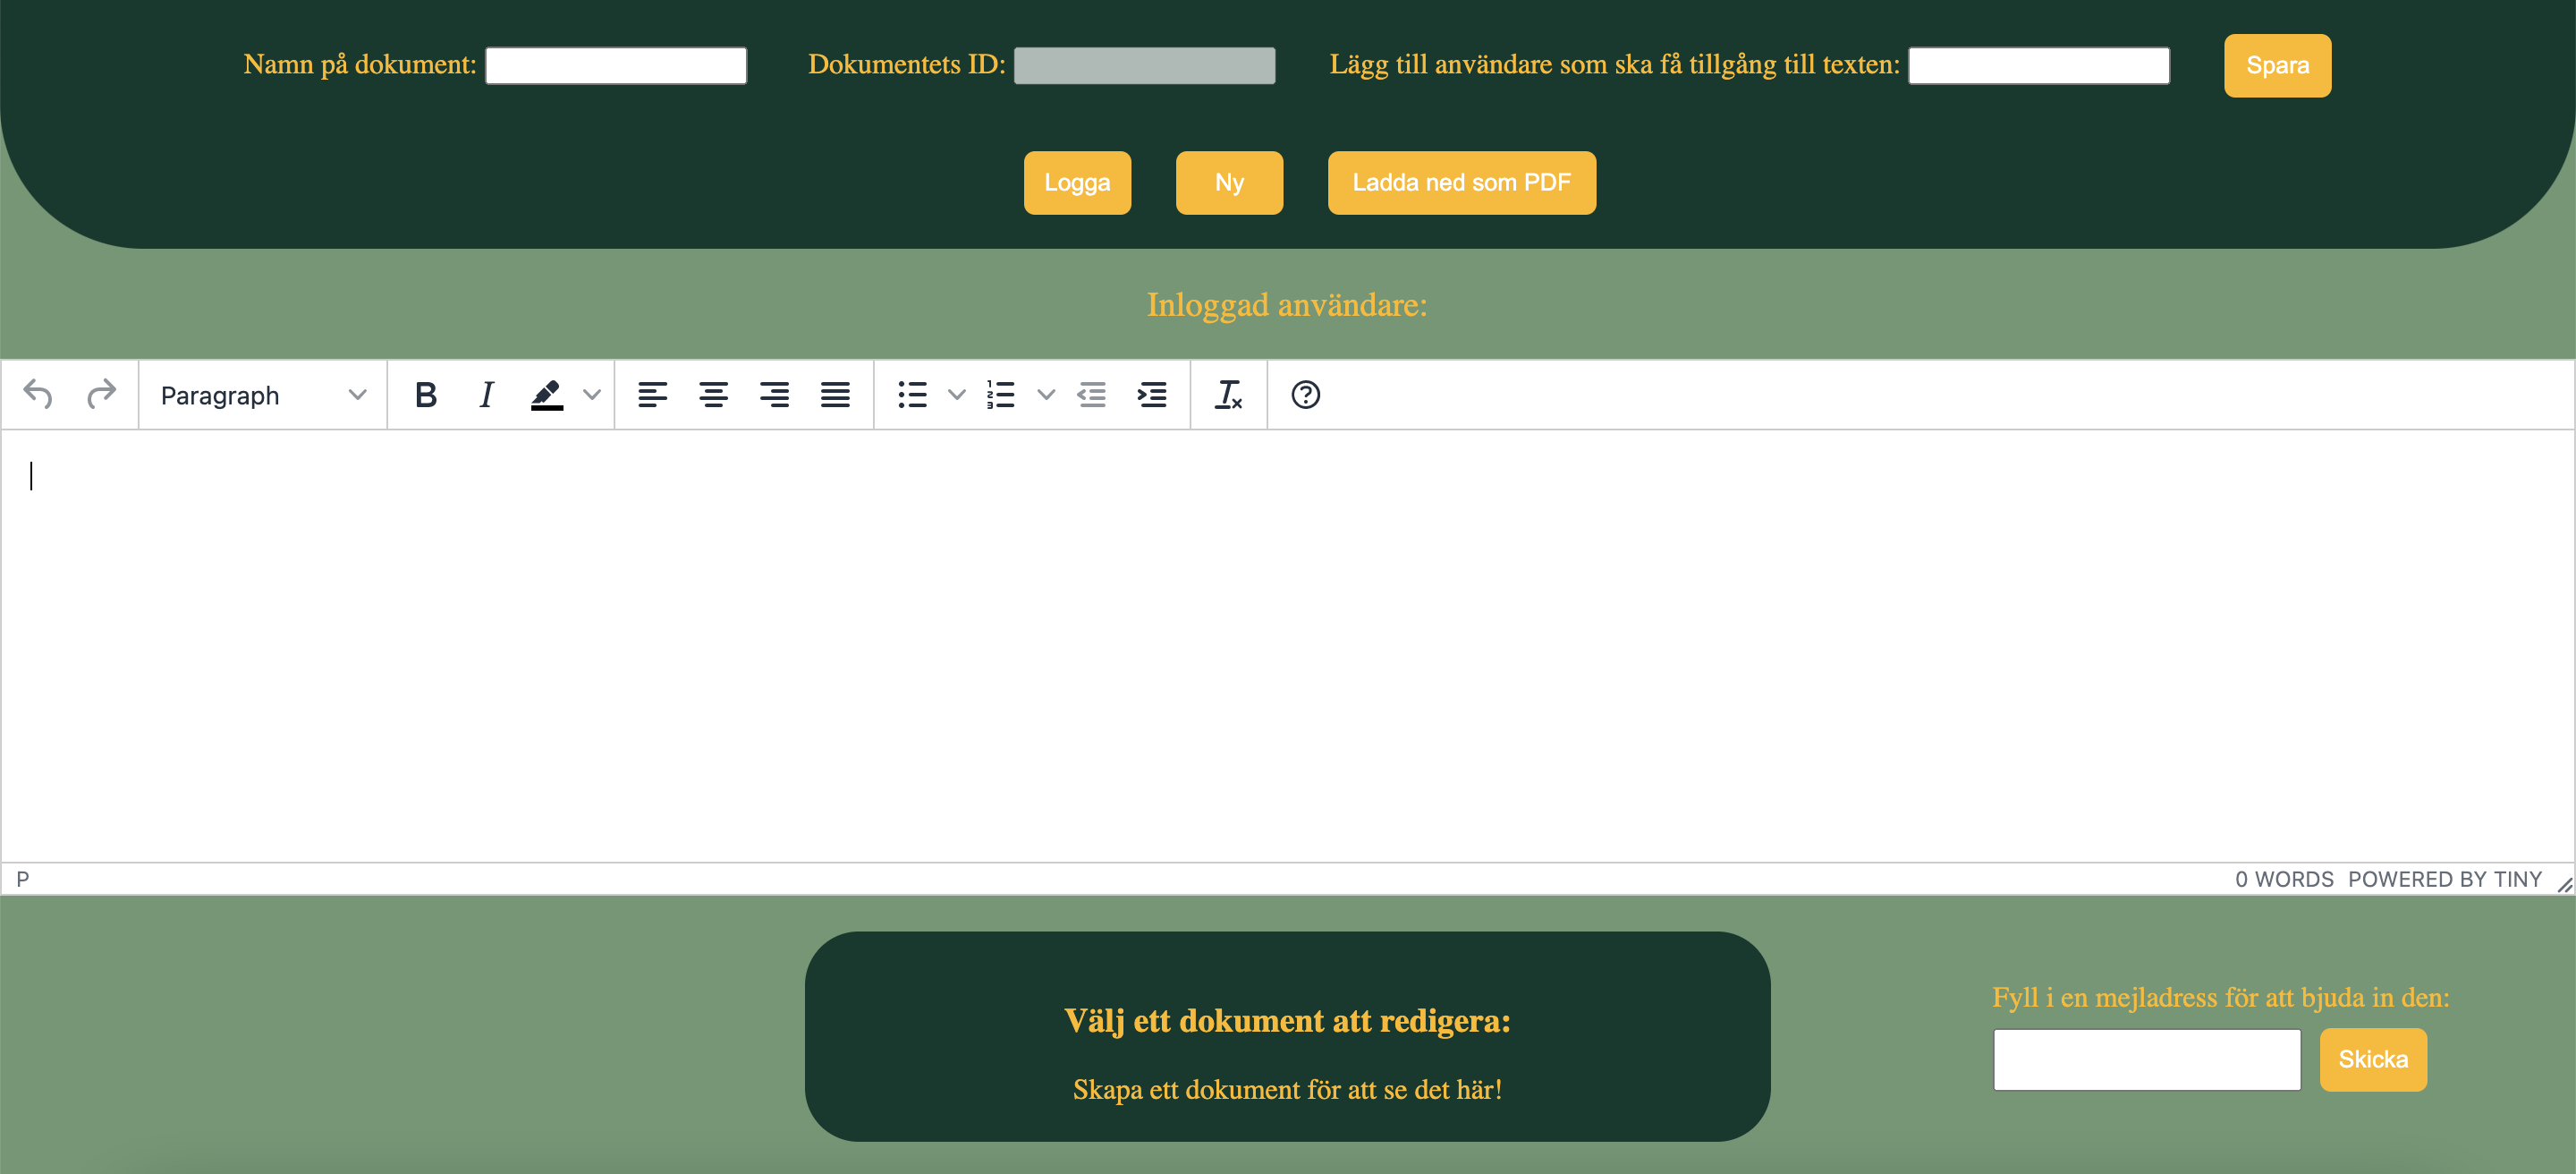 Namn på dokument: Dokumentets ID: Lägg till användare som ska få tillgång till texten: Spara
Logga Ny Ladda ned som PDF
Inloggad användare:
Paragraph B I
P 0 WORDS POWERED BY TINY
Välj ett dokument att redigera:
Skapa ett dokument för att se det här!
Fyll i en mejladress för att bjuda in den:
Skicka